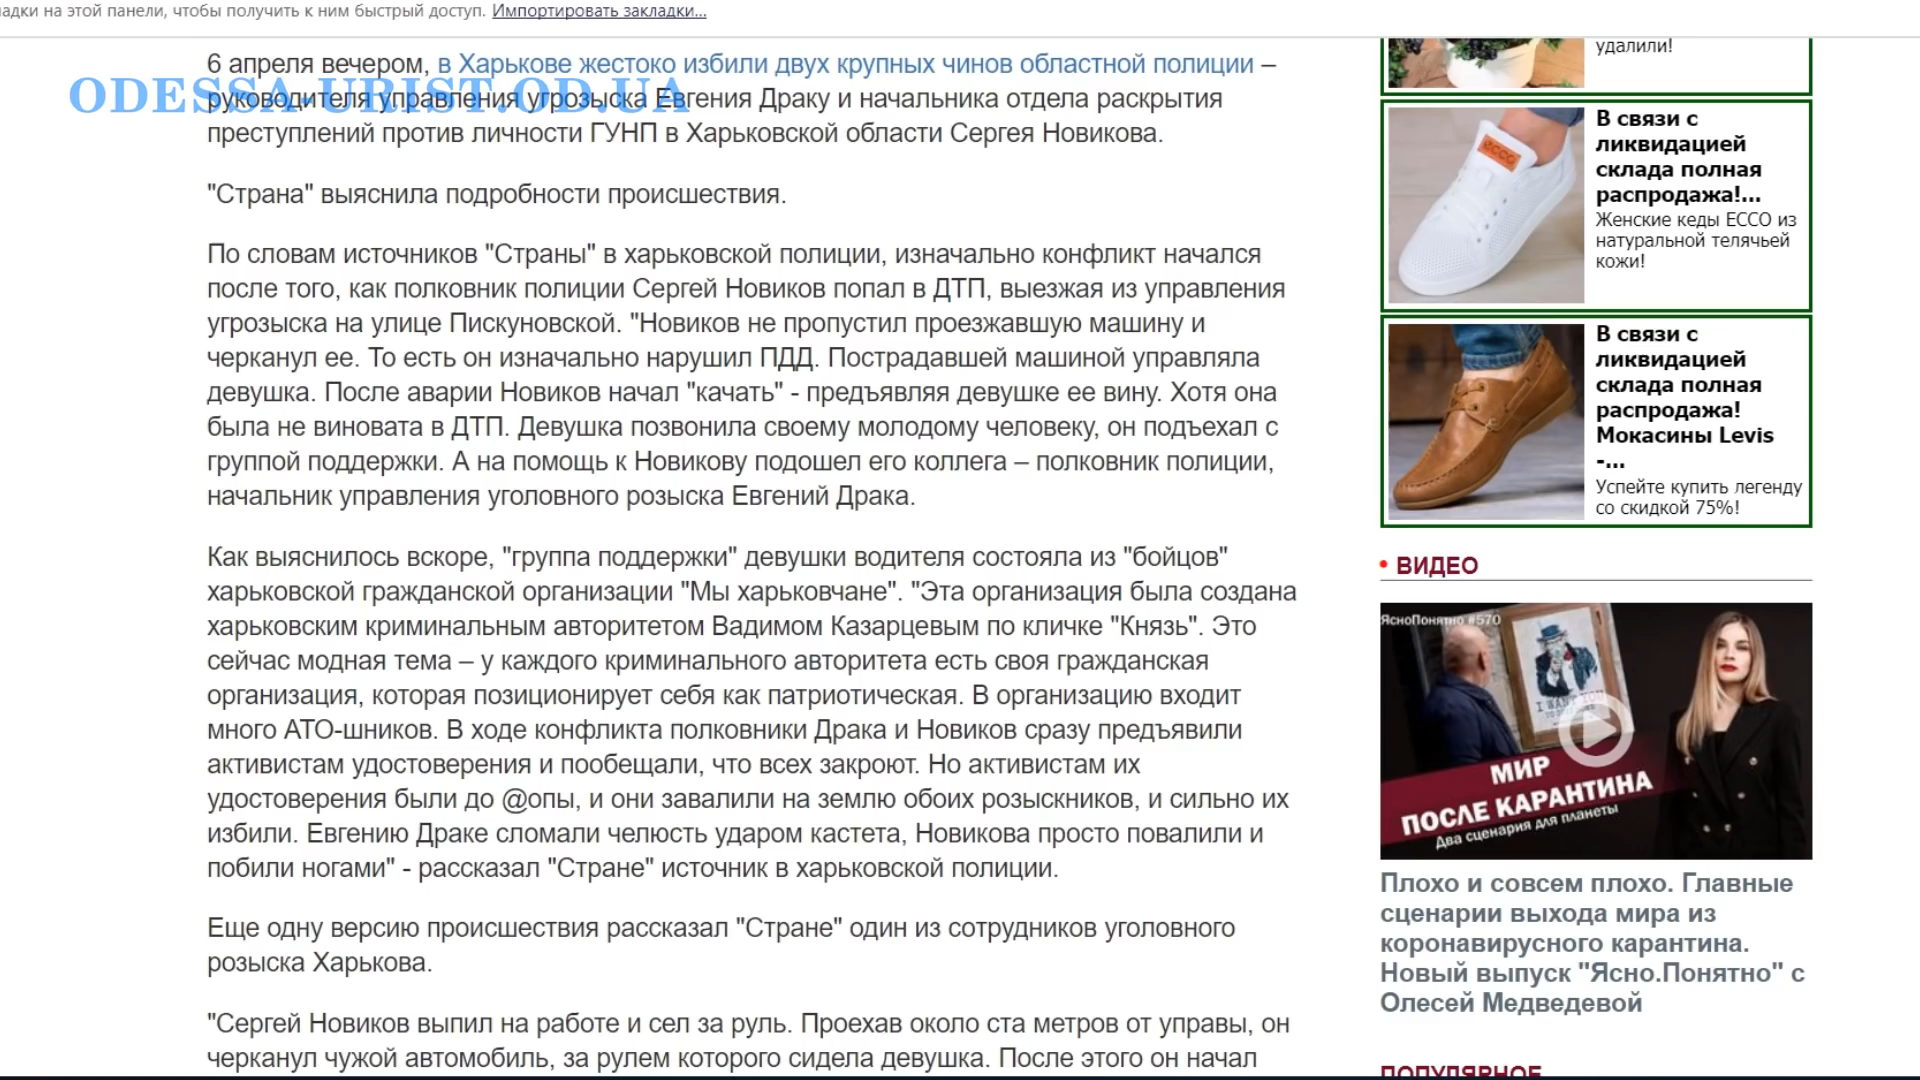 адки на этой панели, чтобы получить к ним быстрый доступ. Импортировать закладки...
6 апреля вечером, в Харькове жестоко избили двух крупных чинов областной полиции –
ODESSA-URIST.OD.UA
руководителя управления угрозыска Евгения Драку и начальника отдела раскрытия
преступлений против личности ГУНП в Харьковской области Сергея Новикова.
"Страна" выяснила подробности происшествия.
По словам источников "Страны" в харьковской полиции, изначально конфликт начался
после того, как полковник полиции Сергей Новиков попал в ДТП, выезжая из управления
угрозыска на улице Пискуновской. "Новиков не пропустил проезжавшую машину и
черканул ее. То есть он изначально нарушил ПДД. Пострадавшей машиной управляла
девушка. После аварии Новиков начал "качать" - предъявляя девушке ее вину. Хотя она
была не виновата в ДТП. Девушка позвонила своему молодому человеку, он подъехал с
группой поддержки. А на помощь к Новикову подошел его коллега – полковник полиции,
начальник управления уголовного розыска Евгений Драка.
Как выяснилось вскоре, "группа поддержки" девушки водителя состояла из "бойцов"
харьковской гражданской организации "Мы харьковчане". "Эта организация была создана
харьковским криминальным авторитетом Вадимом Казарцевым по кличке "Князь". Это
сейчас модная тема – у каждого криминального авторитета есть своя гражданская
организация, которая позиционирует себя как патриотическая. В организацию входит
много АТО-шников. В ходе конфликта полковники Драка и Новиков сразу предъявили
активистам удостоверения и пообещали, что всех закроют. Но активистам их
удостоверения были до @опы, и они завалили на землю обоих розыскников, и сильно их
избили. Евгению Драке сломали челюсть ударом кастета, Новикова просто повалили и
побили ногами" - рассказал "Стране" источник в харьковской полиции.
Еще одну версию происшествия рассказал "Стране" один из сотрудников уголовного
розыска Харькова.
"Сергей Новиков выпил на работе и сел за руль. Проехав около ста метров от управы, он
черканул чужой автомобиль, за рулем которого сидела девушка. После этого он начал
удалили!
ecco
В связи с
ликвидацией
склада полная
распродажа!...
Женские кеды ECCO из
натуральной телячьей
кожи!
В связи с
ликвидацией
склада полная
распродажа!
Мокасины Levis
-...
Успейте купить легенду
со скидкой 75%!
• ВИДЕО
ЯсноПонятно #570
I WANT YOU
МИР
ПОСЛЕ КАРАНТИНА
Два сценария для планеты
Плохо и совсем плохо. Главные
сценарии выхода мира из
коронавирусного карантина.
Новый выпуск "Ясно.Понятно" с
Олесей Медведевой
ПОПУЛЯРНОЕ